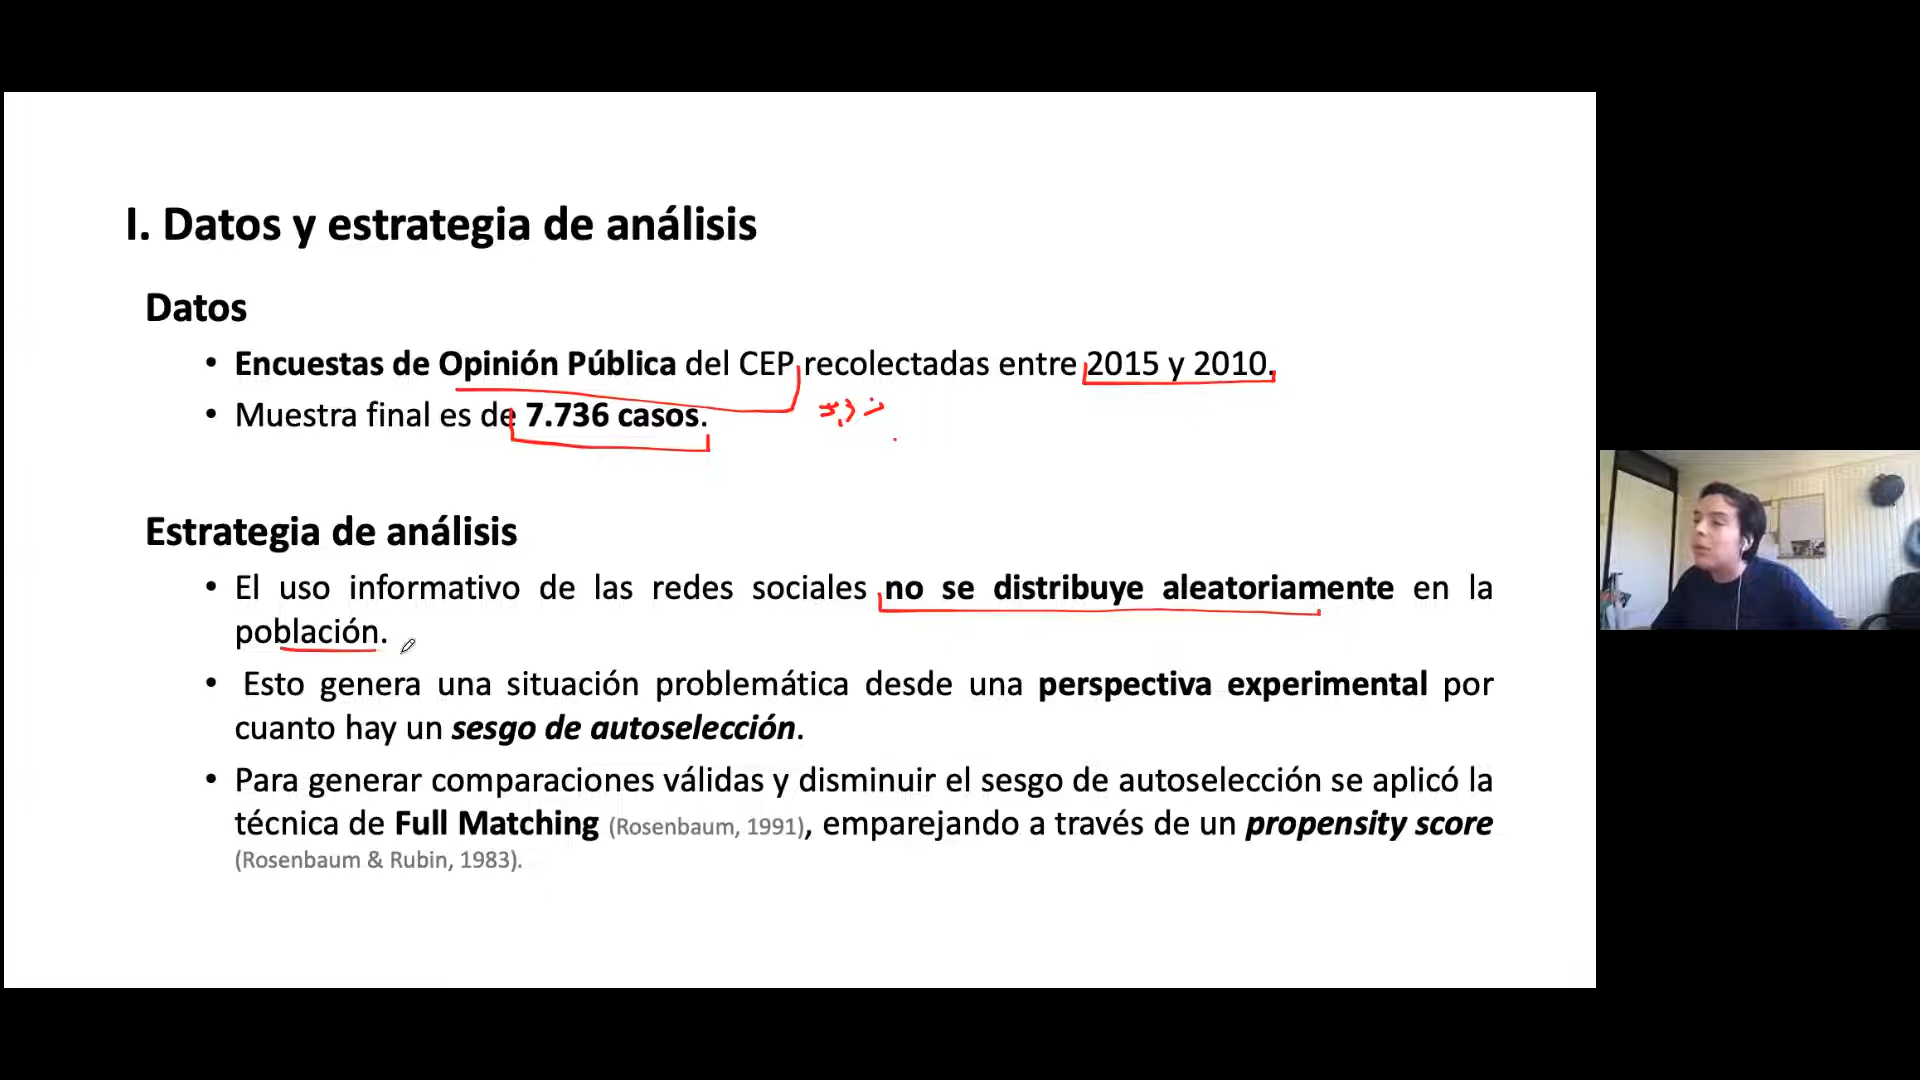 I. Datos y estrategia de análisis
Datos
• Encuestas de Opinión Pública del CEP recolectadas entre 2015 y 2010.
• Muestra final es de 7.736 casos.
Estrategia de análisis
• El uso informativo de las redes sociales no se distribuye aleatoriamente en la
población.
• Esto genera una situación problemática desde una perspectiva experimental por
cuanto hay un sesgo de autoselección.
• Para generar comparaciones válidas y disminuir el sesgo de autoselección se aplicó la
técnica de Full Matching (Rosenbaum, 1991), emparejando a través de un propensity score
(Rosenbaum & Rubin, 1983).